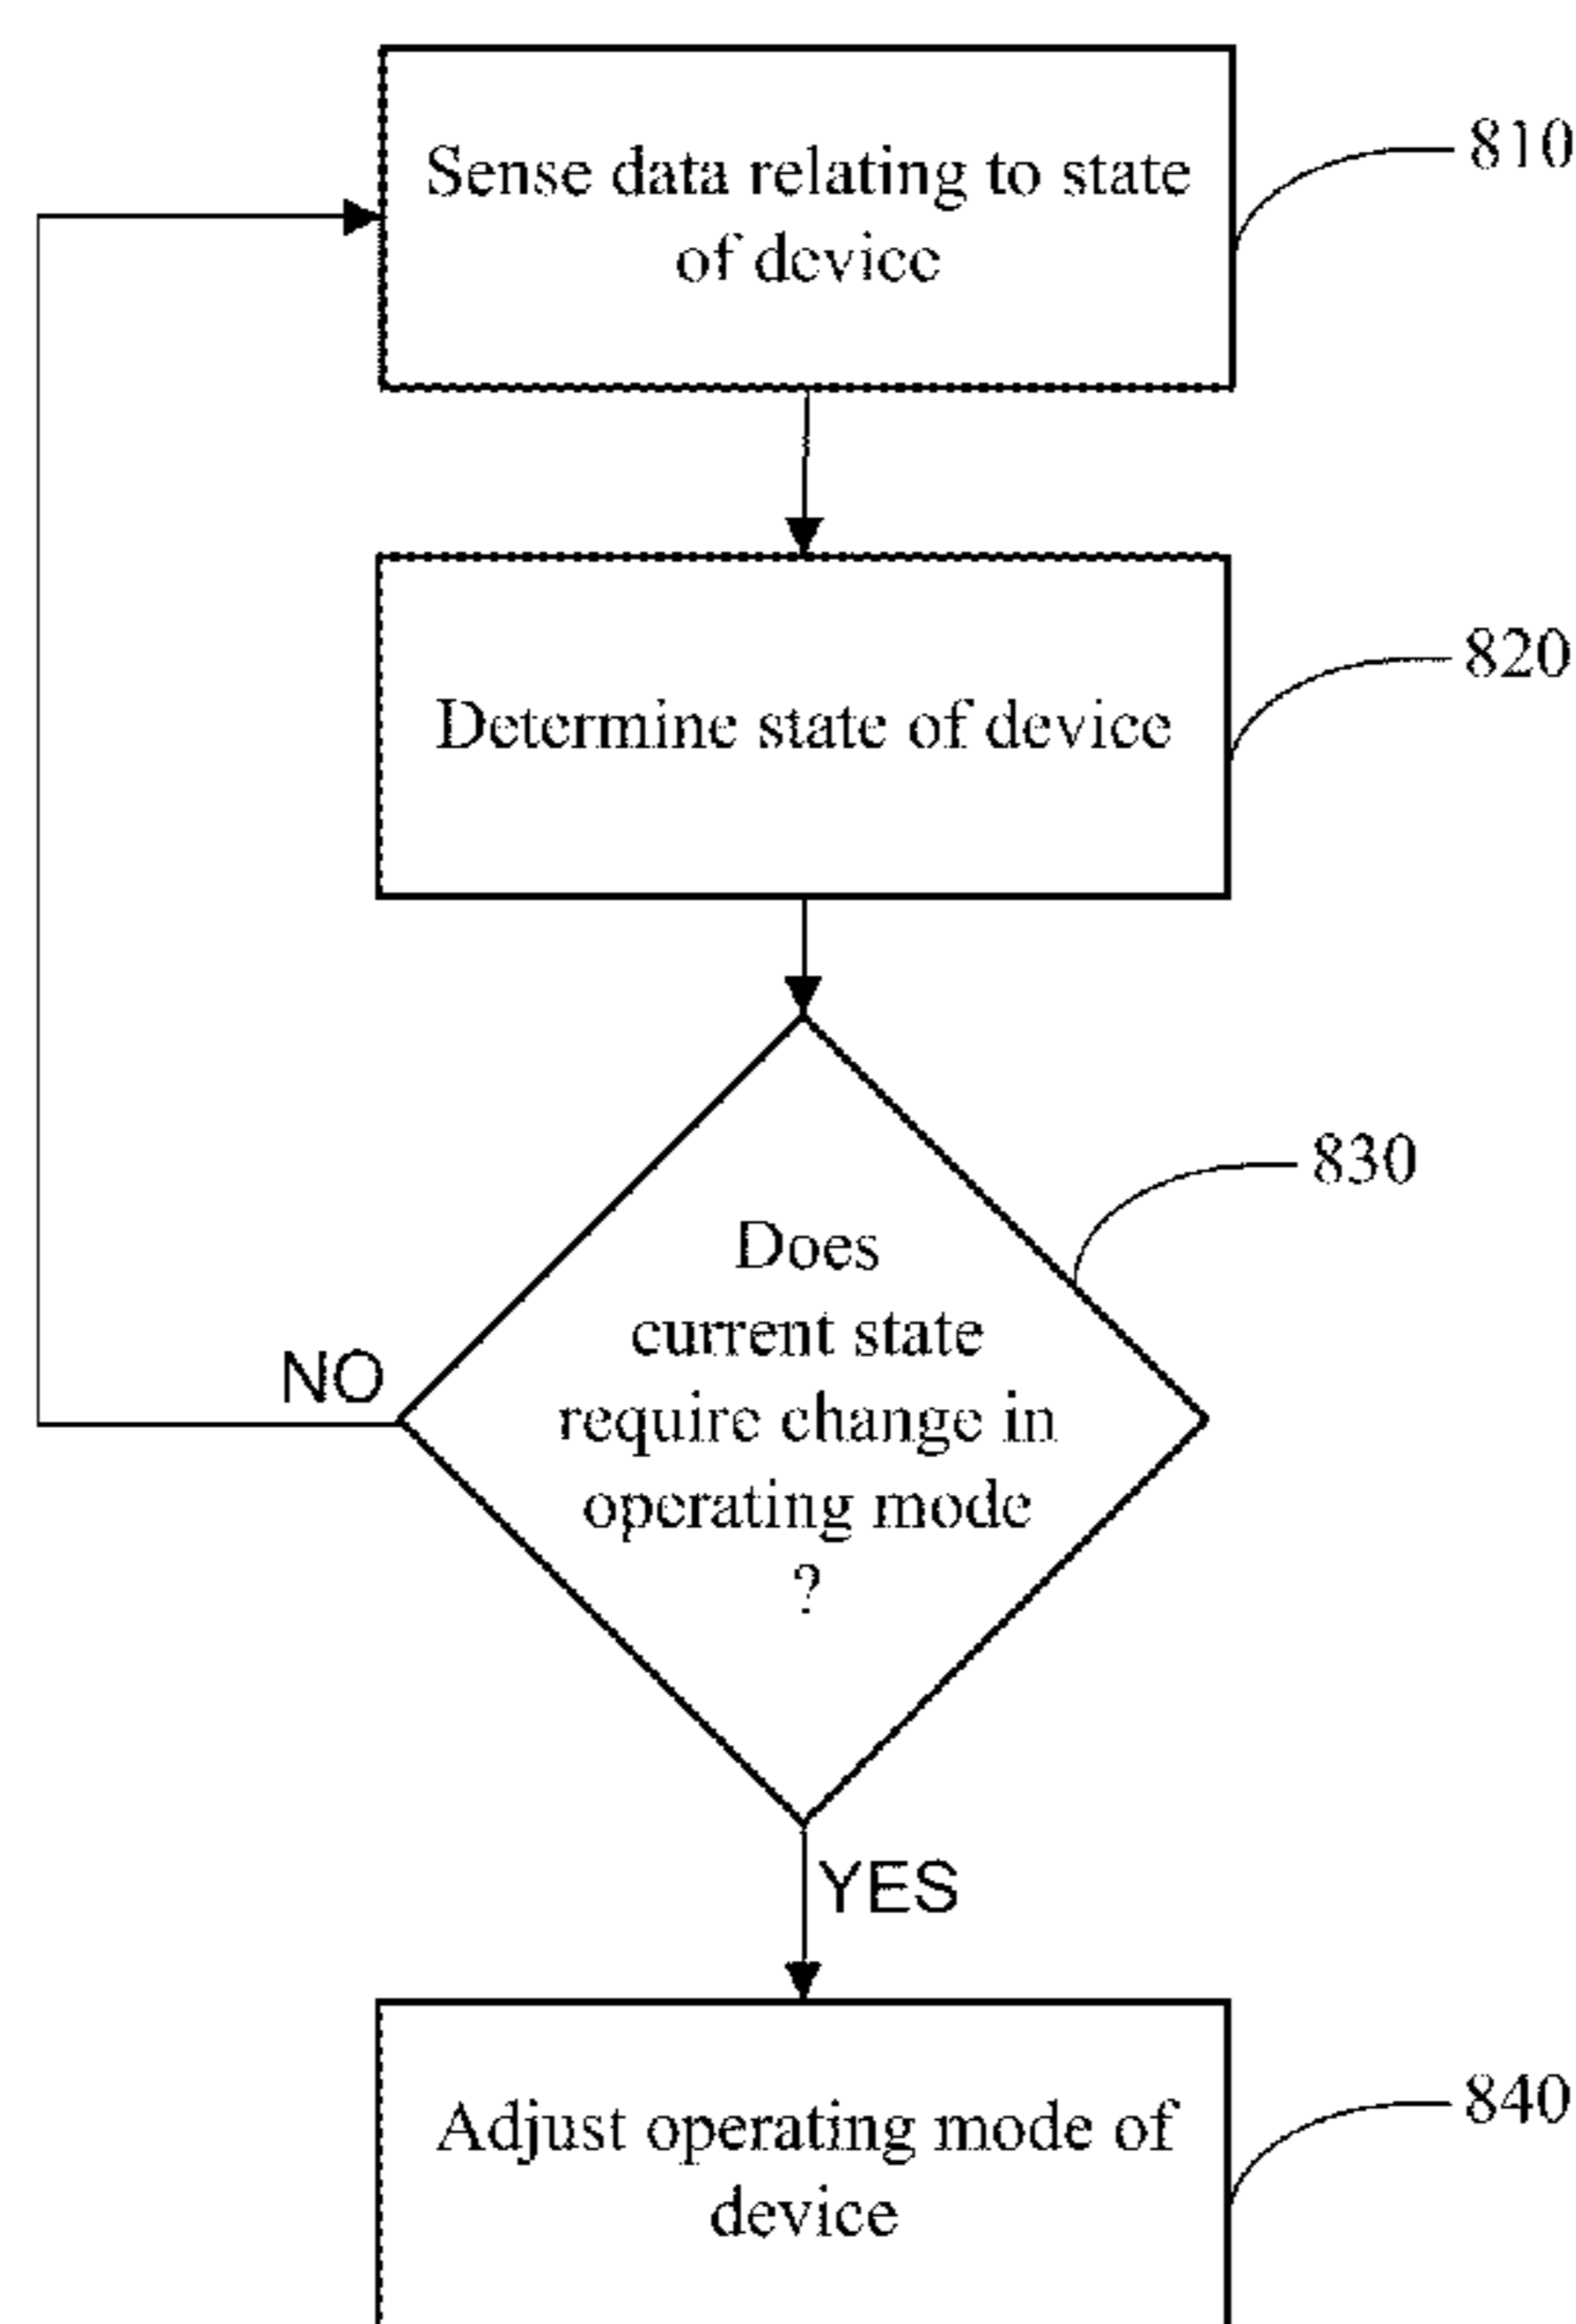 Sense data relating to state
of device
810
Determine state of device
820
Does
current state
require change in
operating mode
?
830
NO
YES
Adjust operating mode of
device
840